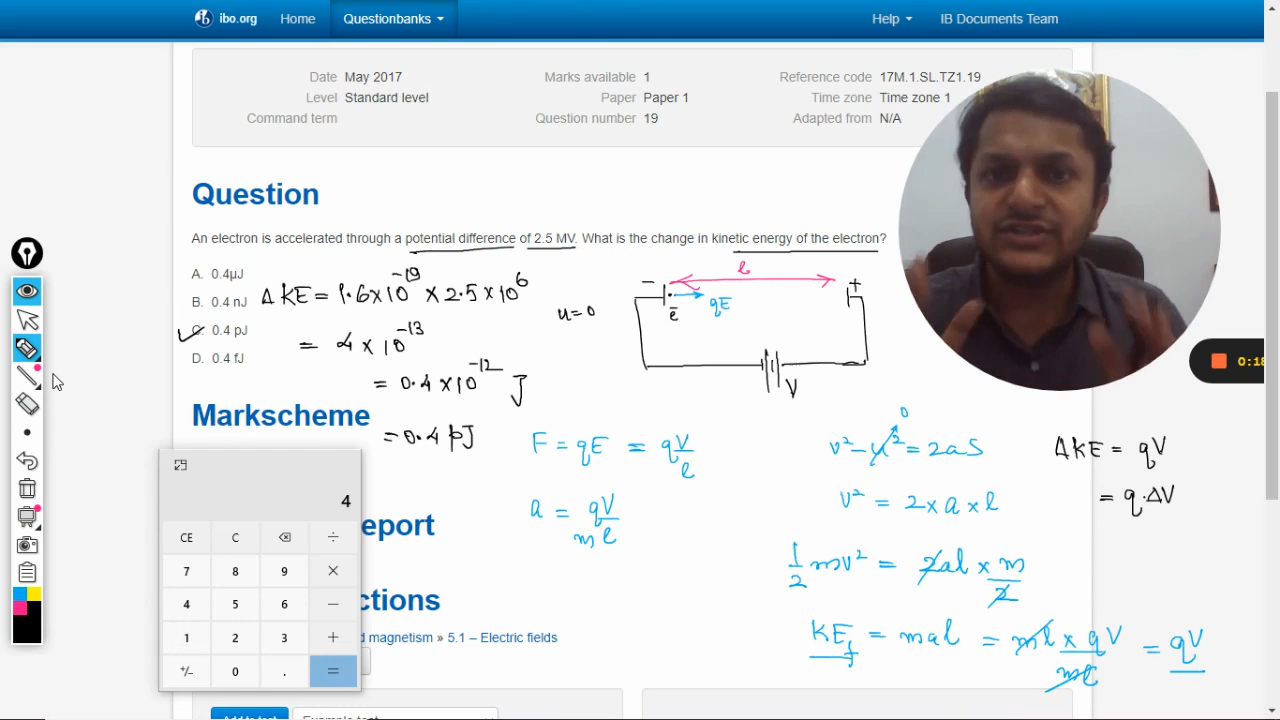 ibo.org Home Questionbanks Help IB Documents Team
Date May 2017 Marks available 1 Reference code 17M.1.SL.TZ1.19
Level Standard level Paper Paper 1 Time zone Time zone 1
Command term Question number 19 Adapted from N/A
Question
An electron is accelerated through a potential difference of 2.5 MV. What is the change in kinetic energy of the electron?
A. 0.4μJ
B. 0.4 nJ
C. 0.4 pJ
D. 0.4 fJ
ΔKE = 1.6×10⁻¹⁹ × 2.5×10⁶
= 4 × 10⁻¹³
= 0.4 × 10⁻¹² J
= 0.4 pJ
u=0
− l +
e̅ qE
V
0:18
Markscheme
F = qE = qV/l
a = qV/ml
v² − u² = 2aS
0
v² = 2 × a × l
1/2 mv² = 2al × m/2
KEf = mal = ml × qV/ml = qV
ΔKE = qV
= q·ΔV
4
CE C ÷
7 8 9 ×
4 5 6 −
1 2 3 +
+/− 0 . =
eport
ctions
d magnetism » 5.1 – Electric fields